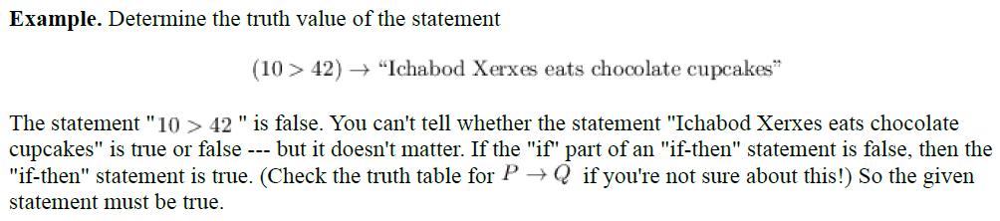 Example. Determine the truth value of the statement
(10 > 42) → “Ichabod Xerxes eats chocolate cupcakes”
The statement "10 > 42 " is false. You can't tell whether the statement "Ichabod Xerxes eats chocolate
cupcakes" is true or false --- but it doesn't matter. If the "if" part of an "if-then" statement is false, then the
"if-then" statement is true. (Check the truth table for P → Q if you're not sure about this!) So the given
statement must be true.